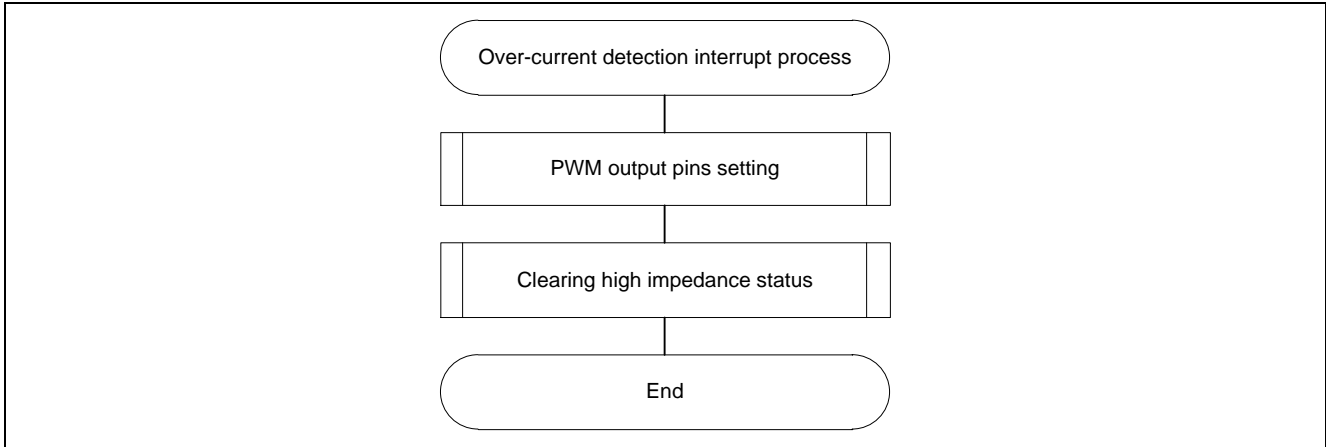 Over-current detection interrupt process
PWM output pins setting
Clearing high impedance status
End